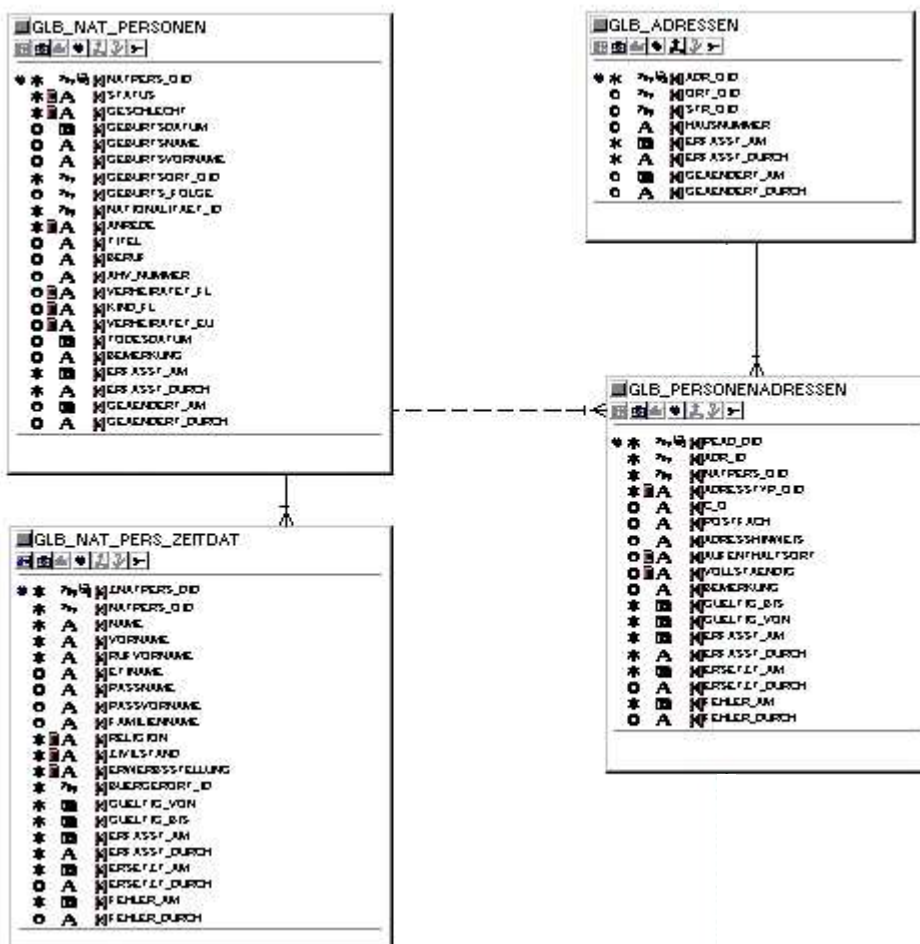 GLB_NAT_PERSONEN
NATPERS_OID
STATUS
GESCHLECHT
GEBURTSDATUM
GEBURTSNAME
GEBURTSVORNAME
GEBURTSORT_OID
GEBURTS_FOLGE
NATIONALITAET_ID
ANREDE
TITEL
BERUF
AHV_NUMMER
VERHEIRATET_FL
KIND_FL
VERHEIRATET_EU
TODESDATUM
BEMERKUNG
ERFASST_AM
ERFASST_DURCH
GEAENDERT_AM
GEAENDERT_DURCH
GLB_ADRESSEN
ADR_OID
ORT_OID
STR_OID
HAUSNUMMER
ERFASST_AM
ERFASST_DURCH
GEAENDERT_AM
GEAENDERT_DURCH
GLB_PERSONENADRESSEN
PEAD_OID
ADR_ID
NATPERS_OID
ADRESSTYP_OID
C_O
POSTFACH
ADRESSHINWEIS
AUFENTHALTSORT
VOLLSTAENDIG
BEMERKUNG
GUELTIG_BIS
GUELTIG_VON
ERFASST_AM
ERFASST_DURCH
ERSETZT_AM
ERSETZT_DURCH
FEHLER_AM
FEHLER_DURCH
GLB_NAT_PERS_ZEITDAT
ZNATPERS_OID
NATPERS_OID
NAME
VORNAME
RUFVORNAME
PASSNAME
PASSVORNAME
FAMILIENNAME
RELIGION
ZIVILSTAND
ERWERBSSTELLUNG
BUERGERORT_ID
GUELTIG_VON
GUELTIG_BIS
ERFASST_AM
ERFASST_DURCH
ERSETZT_AM
ERSETZT_DURCH
FEHLER_AM
FEHLER_DURCH